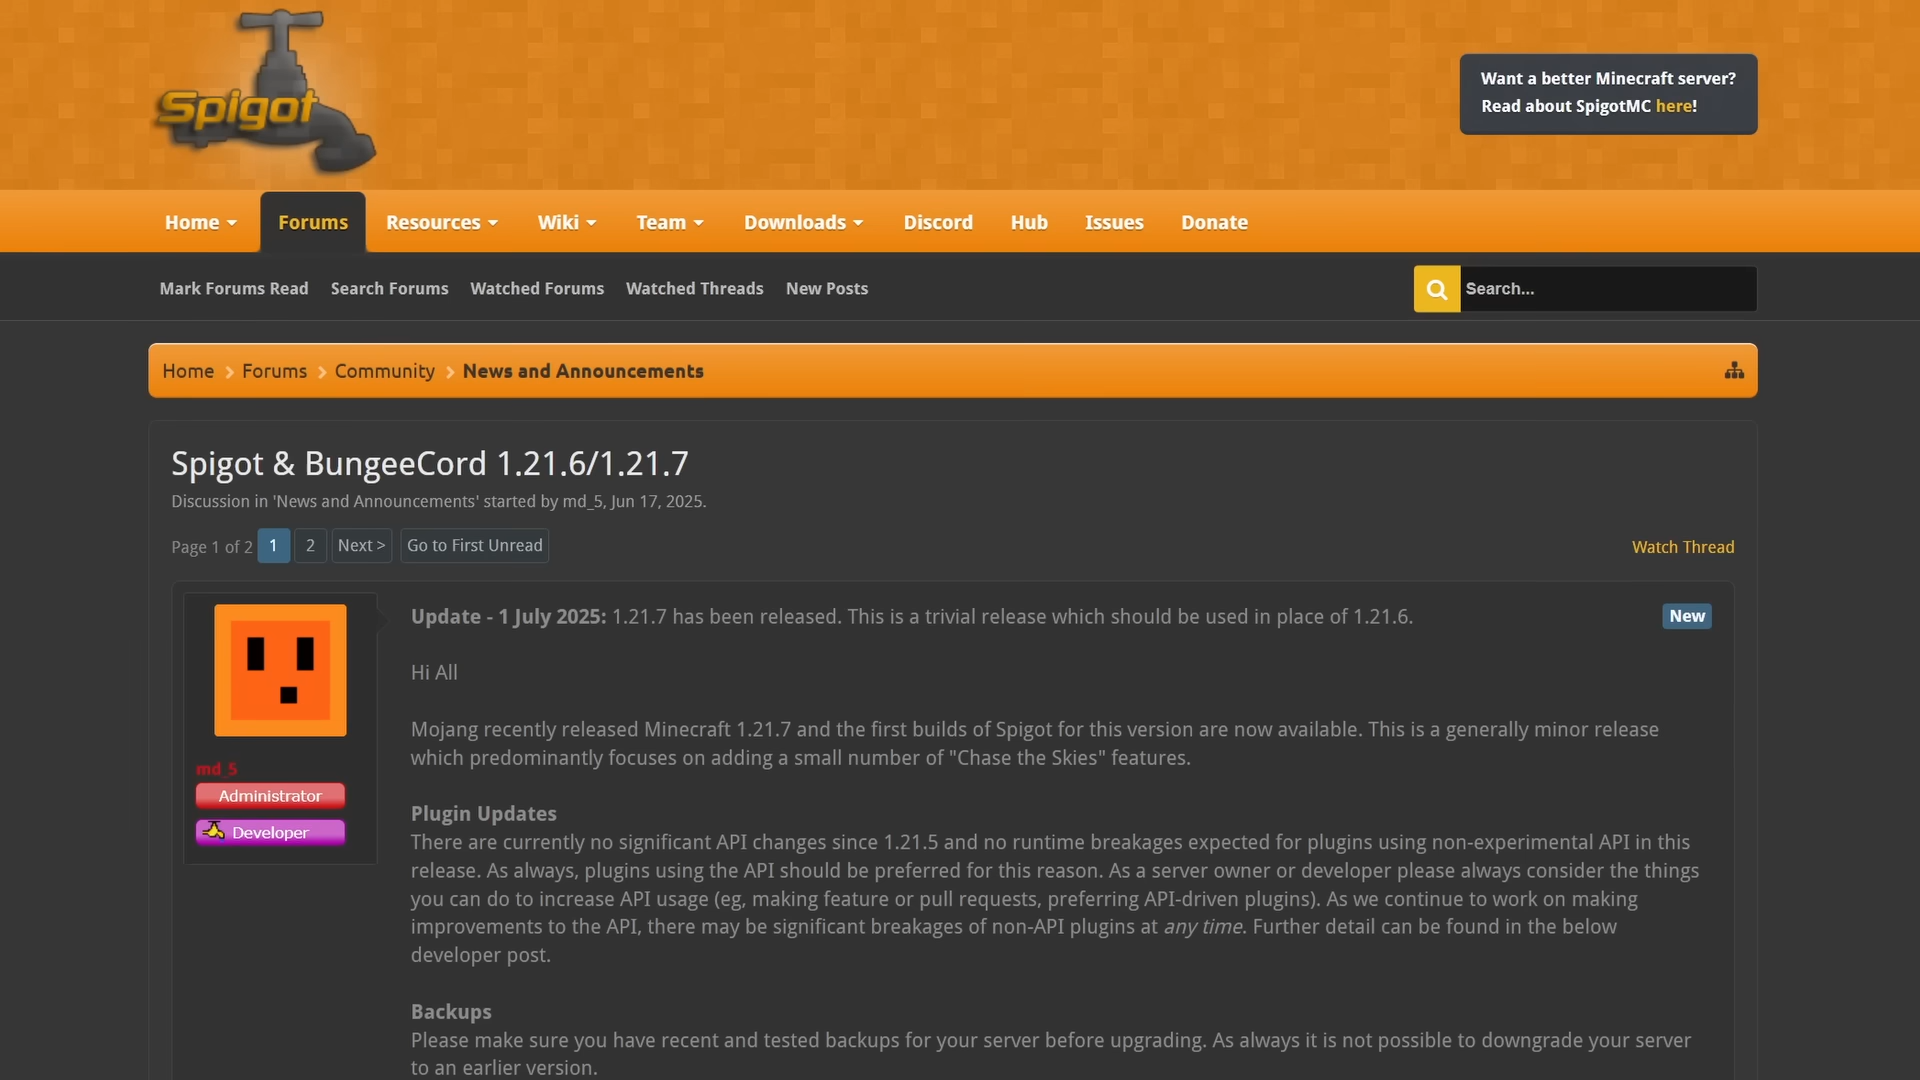 Spigot
Want a better Minecraft server?
Read about SpigotMC here!
Home Forums Resources Wiki Team Downloads Discord Hub Issues Donate
Mark Forums Read Search Forums Watched Forums Watched Threads New Posts Search...
Home Forums Community News and Announcements
Spigot & BungeeCord 1.21.6/1.21.7
Discussion in 'News and Announcements' started by md_5, Jun 17, 2025.
Page 1 of 2 1 2 Next > Go to First Unread Watch Thread
md_5
Administrator
Developer
Update - 1 July 2025: 1.21.7 has been released. This is a trivial release which should be used in place of 1.21.6. New
Hi All
Mojang recently released Minecraft 1.21.7 and the first builds of Spigot for this version are now available. This is a generally minor release
which predominantly focuses on adding a small number of "Chase the Skies" features.
Plugin Updates
There are currently no significant API changes since 1.21.5 and no runtime breakages expected for plugins using non-experimental API in this
release. As always, plugins using the API should be preferred for this reason. As a server owner or developer please always consider the things
you can do to increase API usage (eg, making feature or pull requests, preferring API-driven plugins). As we continue to work on making
improvements to the API, there may be significant breakages of non-API plugins at any time. Further detail can be found in the below
developer post.
Backups
Please make sure you have recent and tested backups for your server before upgrading. As always it is not possible to downgrade your server
to an earlier version.